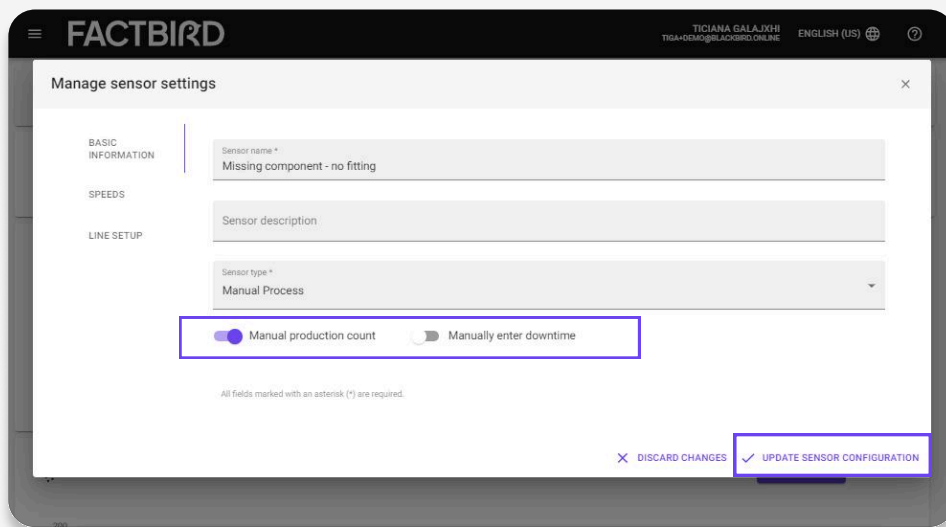 FACTBIRD
TICIANA GALAJXHI
TIGA+DEMO@BLACKBIRD.ONLINE
ENGLISH (US)
Manage sensor settings
BASIC
INFORMATION
SPEEDS
LINE SETUP
Sensor name *
Missing component - no fitting
Sensor description
Sensor type *
Manual Process
Manual production count
Manually enter downtime
All fields marked with an asterisk (*) are required.
DISCARD CHANGES
UPDATE SENSOR CONFIGURATION
200